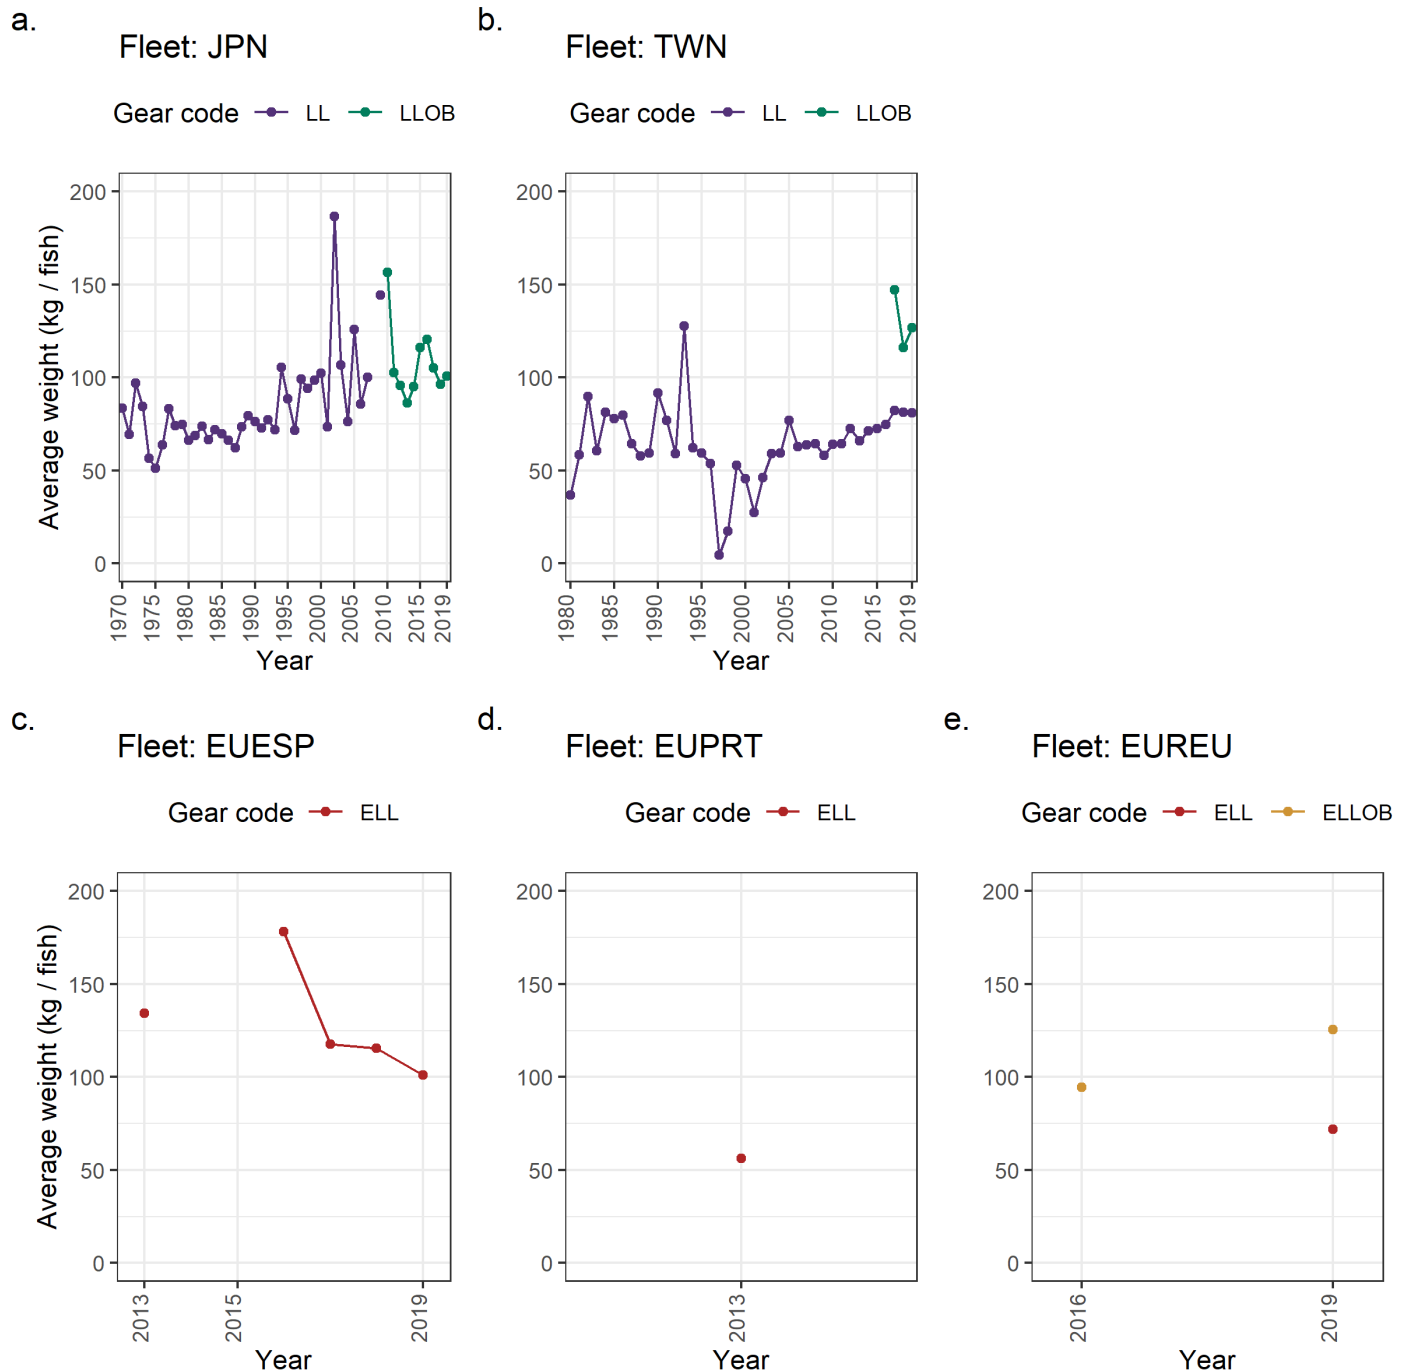 a.
Fleet: JPN
Gear code LL LLOB
Average weight (kg / fish)
200
150
100
50
0
1970 1975 1980 1985 1990 1995 2000 2005 2010 2015 2019
Year
b.
Fleet: TWN
Gear code LL LLOB
200
150
100
50
0
1980 1985 1990 1995 2000 2005 2010 2015 2019
Year
c.
Fleet: EUESP
Gear code ELL
Average weight (kg / fish)
200
150
100
50
0
2013 2015 2019
Year
d.
Fleet: EUPRT
Gear code ELL
200
150
100
50
0
2013
Year
e.
Fleet: EUREU
Gear code ELL ELLOB
200
150
100
50
0
2016 2019
Year